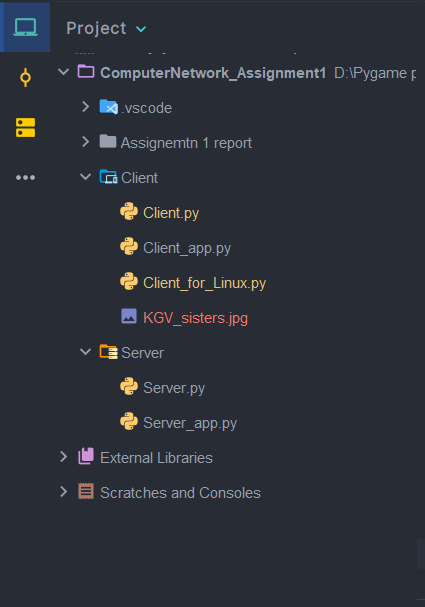 Project
ComputerNetwork_Assignment1 D:\Pygame p
.vscode
Assignemtn 1 report
Client
Client.py
Client_app.py
Client_for_Linux.py
KGV_sisters.jpg
Server
Server.py
Server_app.py
External Libraries
Scratches and Consoles